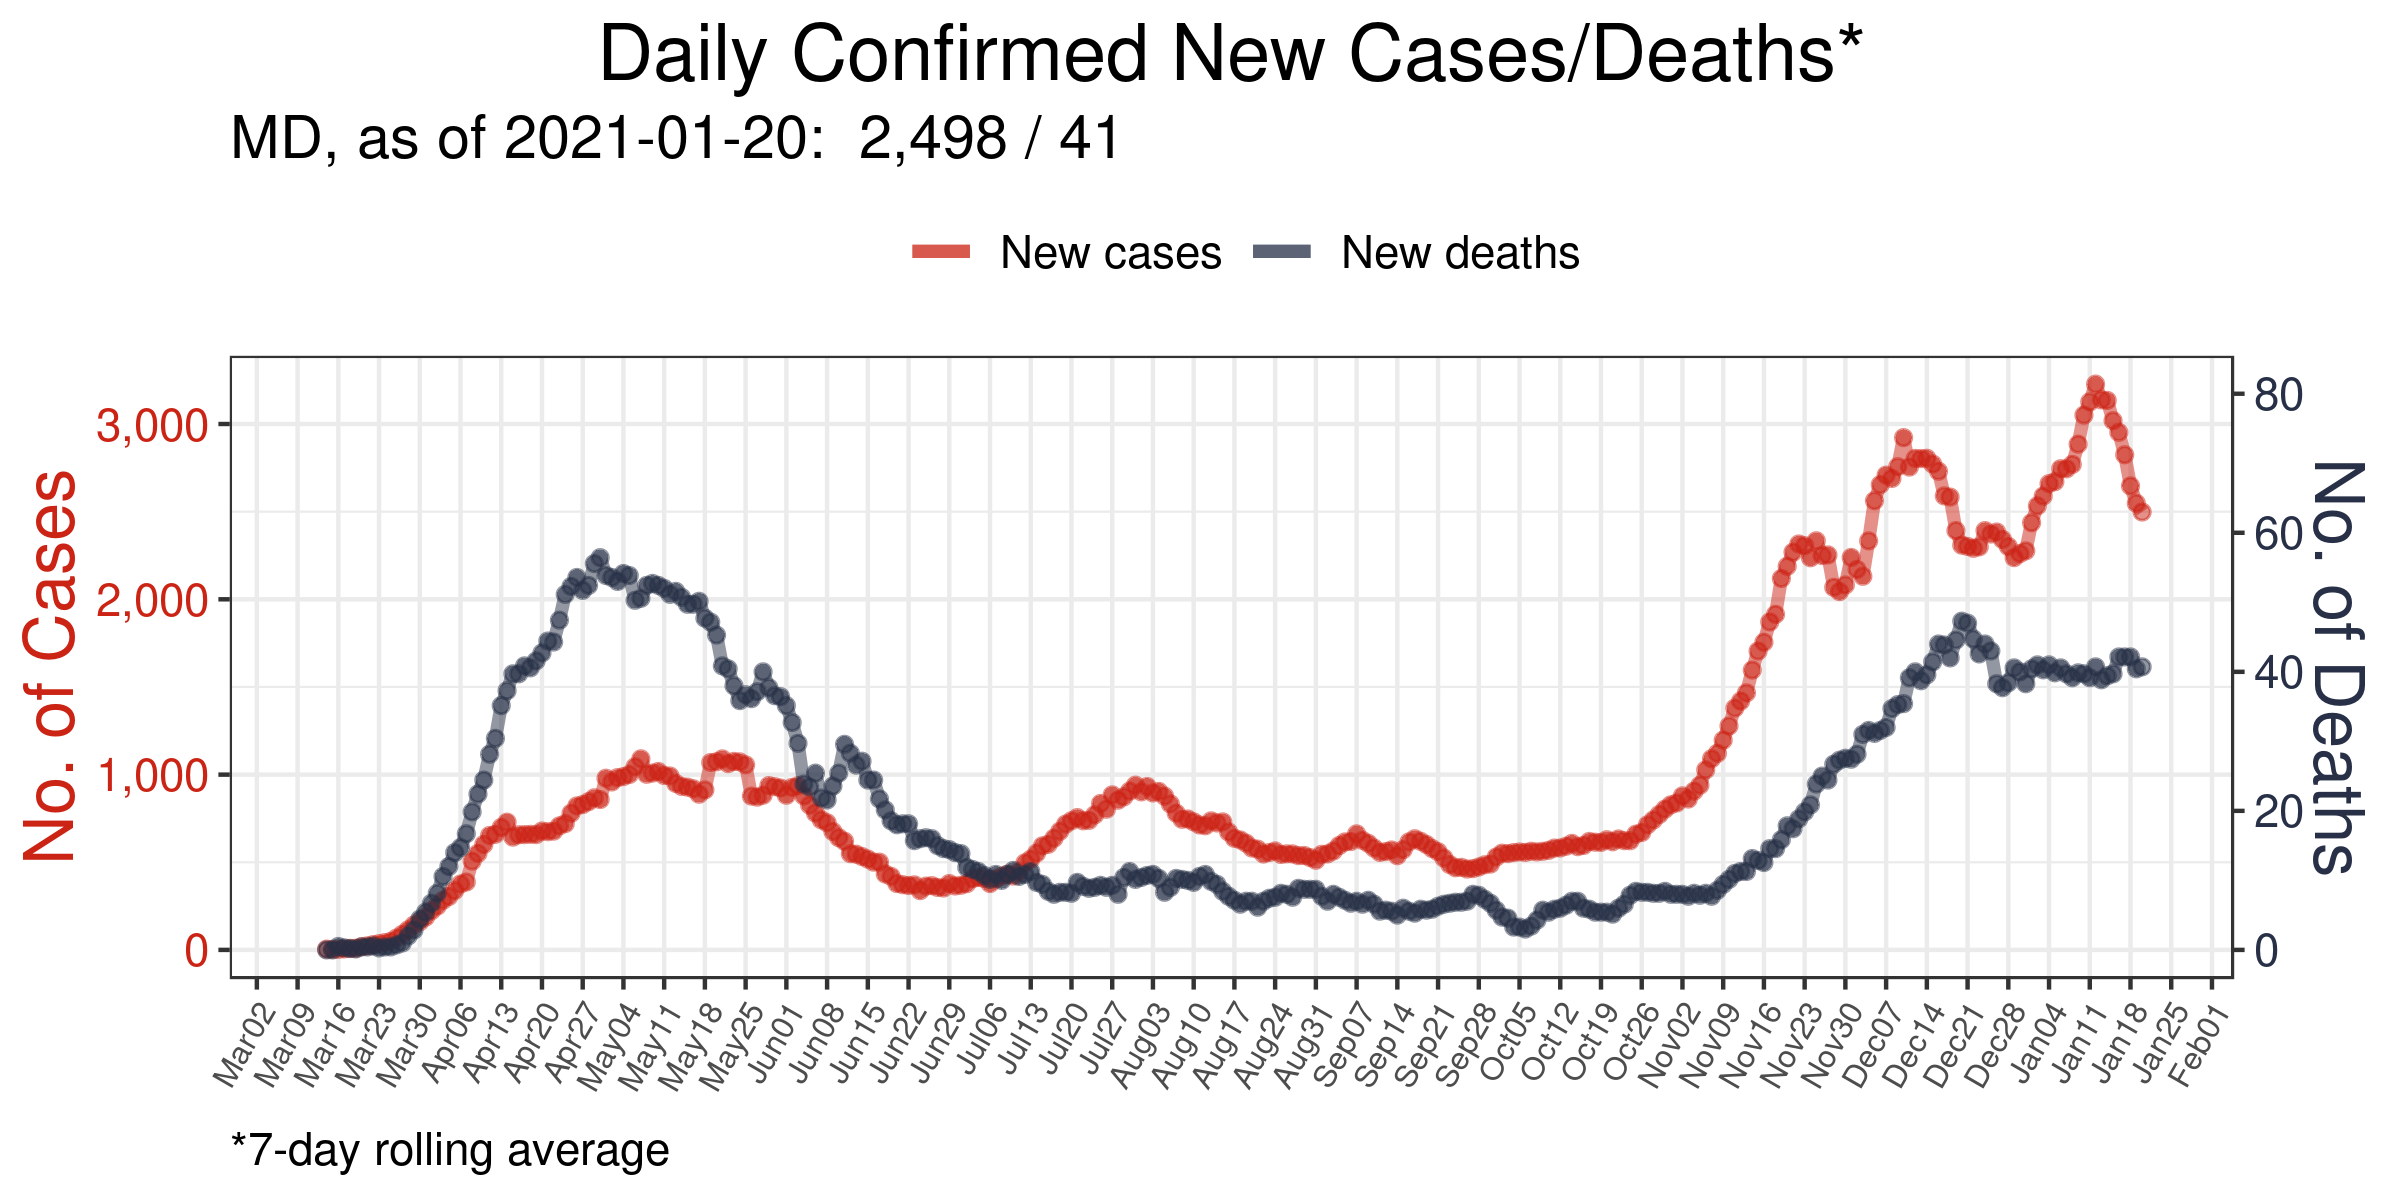 Daily Confirmed New Cases/Deaths*
MD, as of 2021-01-20:  2,498 / 41
New cases New deaths
No. of Cases
3,000
2,000
1,000
0
80
60
40
20
0
No. of Deaths
Mar02 Mar09 Mar16 Mar23 Mar30 Apr06 Apr13 Apr20 Apr27 May04 May11 May18 May25 Jun01 Jun08 Jun15 Jun22 Jun29 Jul06 Jul13 Jul20 Jul27 Aug03 Aug10 Aug17 Aug24 Aug31 Sep07 Sep14 Sep21 Sep28 Oct05 Oct12 Oct19 Oct26 Nov02 Nov09 Nov16 Nov23 Nov30 Dec07 Dec14 Dec21 Dec28 Jan04 Jan11 Jan18 Jan25 Feb01
*7-day rolling average